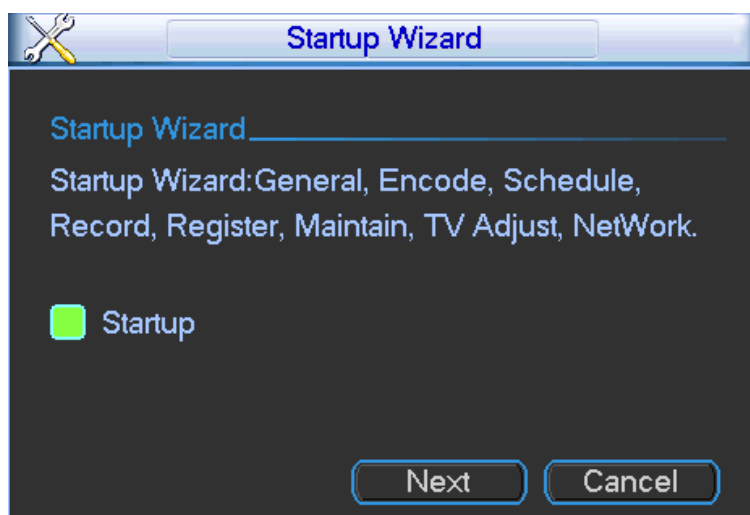 Startup Wizard
Startup Wizard
Startup Wizard:General, Encode, Schedule,
Record, Register, Maintain, TV Adjust, NetWork.
Startup
Next
Cancel